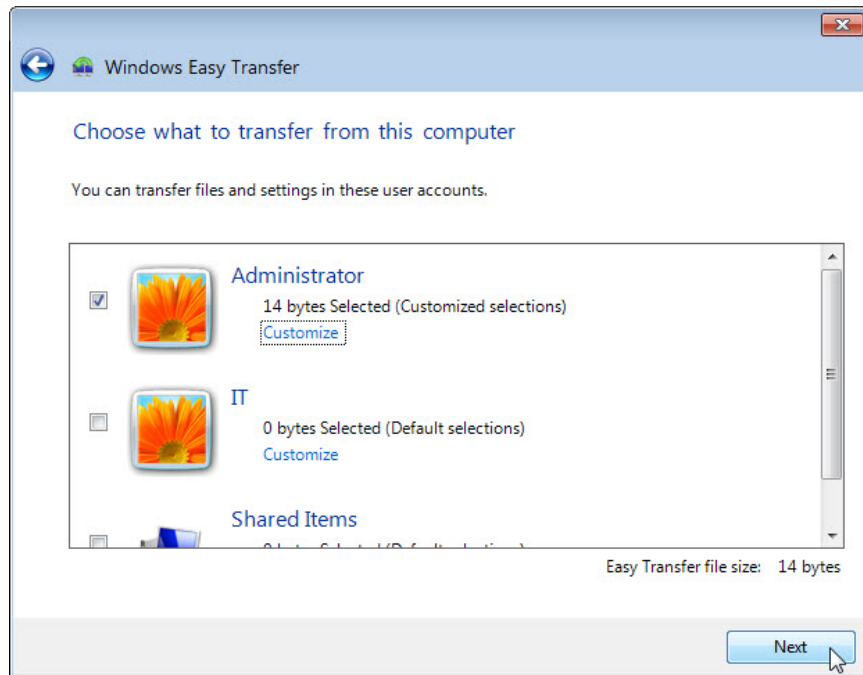 Windows Easy Transfer
Choose what to transfer from this computer
You can transfer files and settings in these user accounts.
Administrator
14 bytes Selected (Customized selections)
Customize
IT
0 bytes Selected (Default selections)
Customize
Shared Items
Easy Transfer file size: 14 bytes
Next